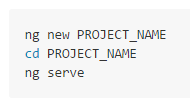 ng new PROJECT_NAME
cd PROJECT_NAME
ng serve